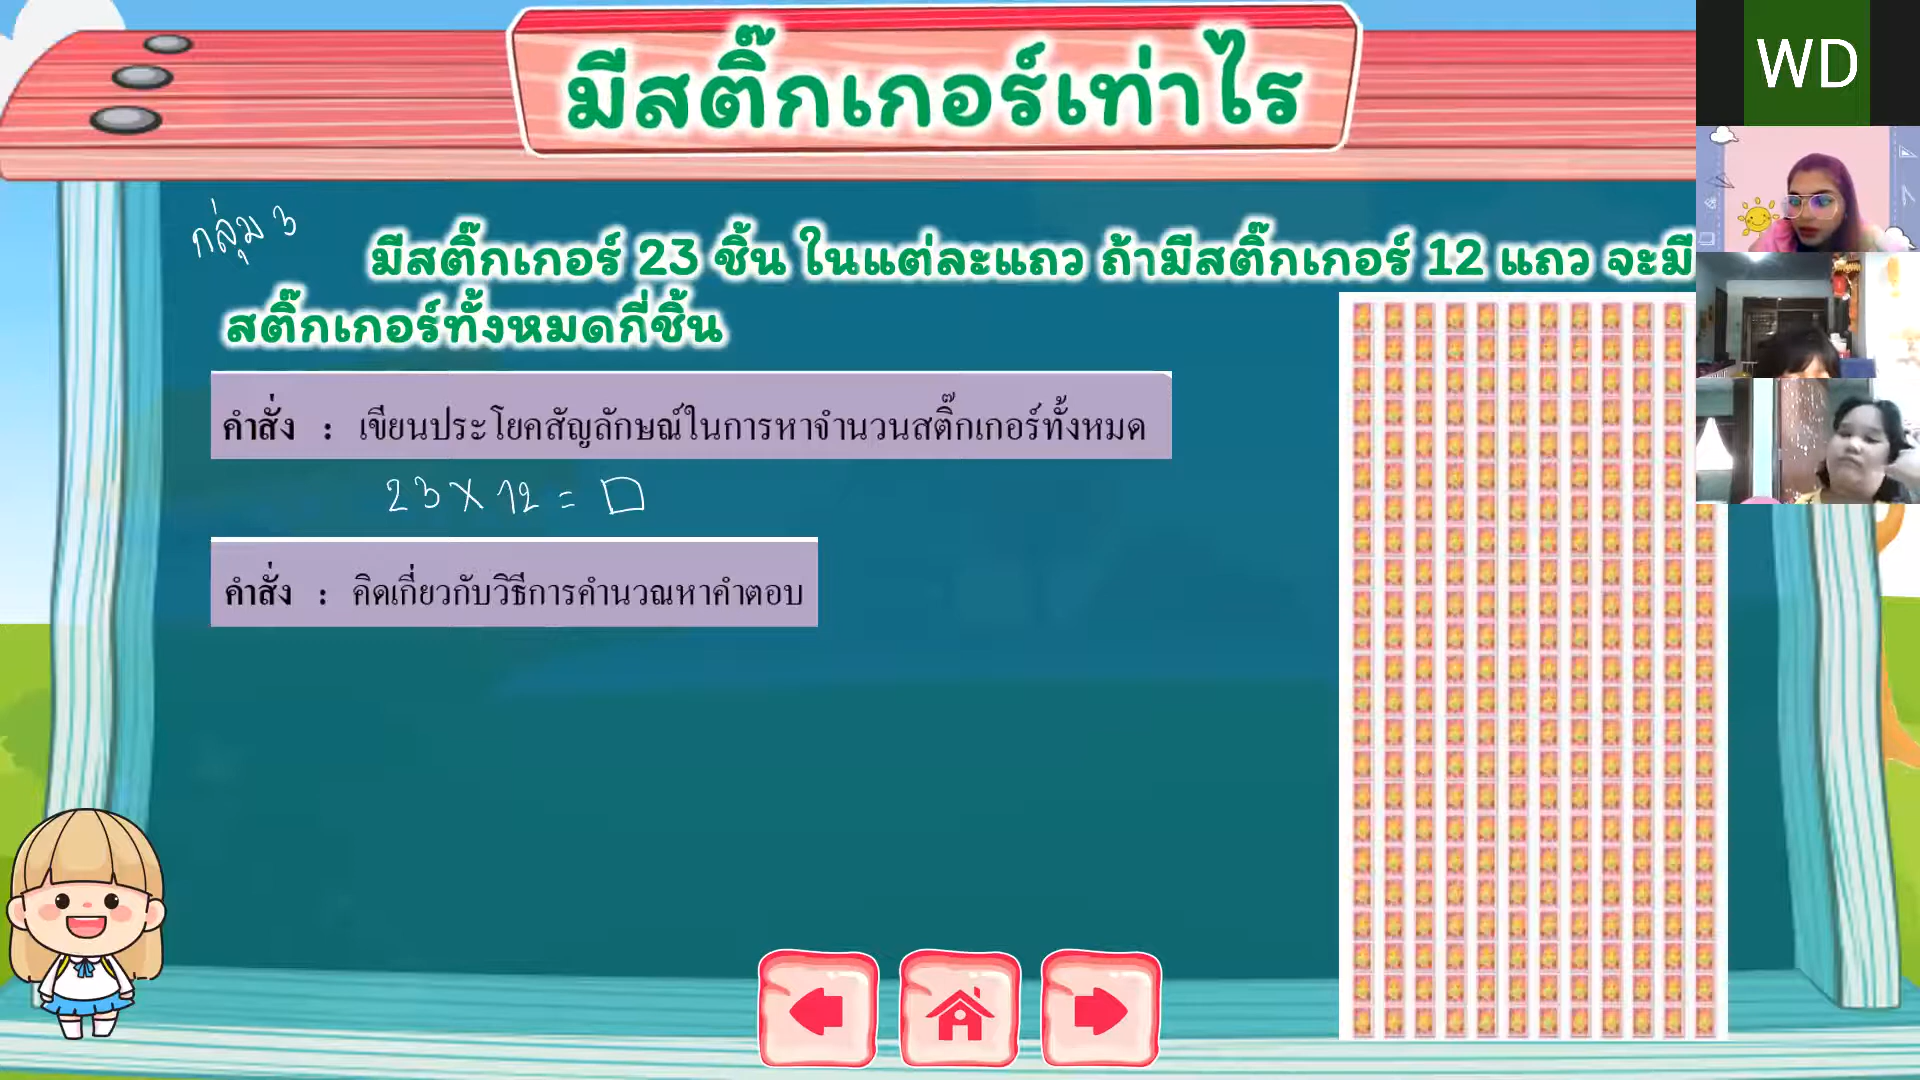 มีสติ๊กเกอร์เท่าไร
WD
กลุ่ม 3
มีสติ๊กเกอร์ 23 ชิ้น ในแต่ละแถว ถ้ามีสติ๊กเกอร์ 12 แถว จะมี
สติ๊กเกอร์ทั้งหมดกี่ชิ้น
คำสั่ง : เขียนประโยคสัญลักษณ์ในการหาจำนวนสติ๊กเกอร์ทั้งหมด
23 × 12 = □
คำสั่ง : คิดเกี่ยวกับวิธีการคำนวณหาคำตอบ